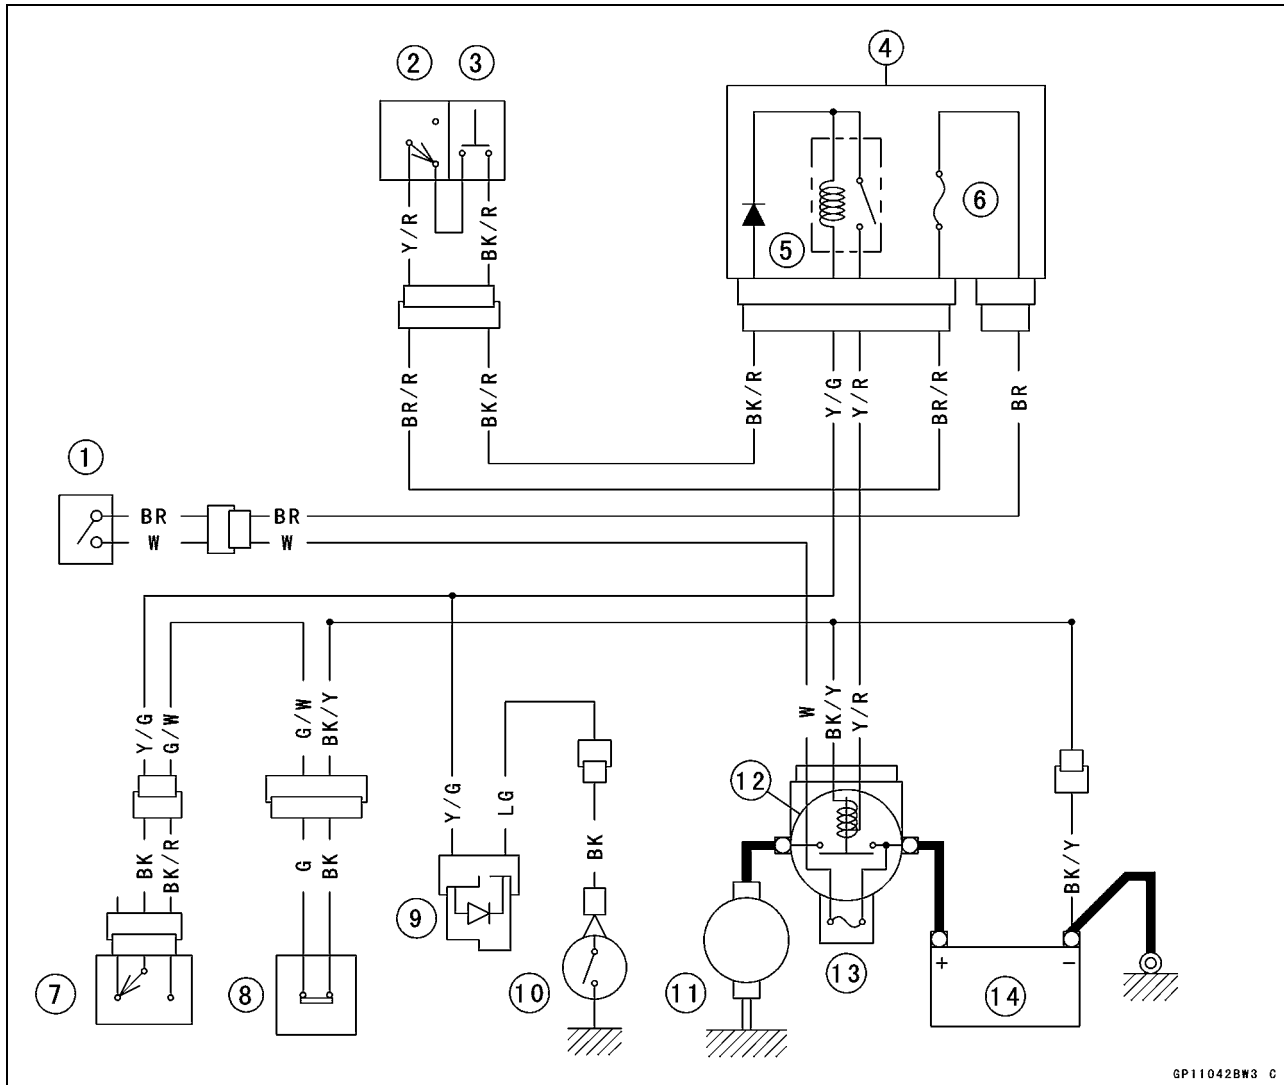 4
2 3
5 6
Y/R BK/R
BR/R BK/R BK/R Y/G Y/R BR/R BR
1
BR BR
W W
Y/G G/W G/W BK/Y W BK/Y Y/R
12
Y/G LG BK BK/Y
BK BK/R G BK
9
+ −
7 8 10 11 13 14
GP11042BW3 C